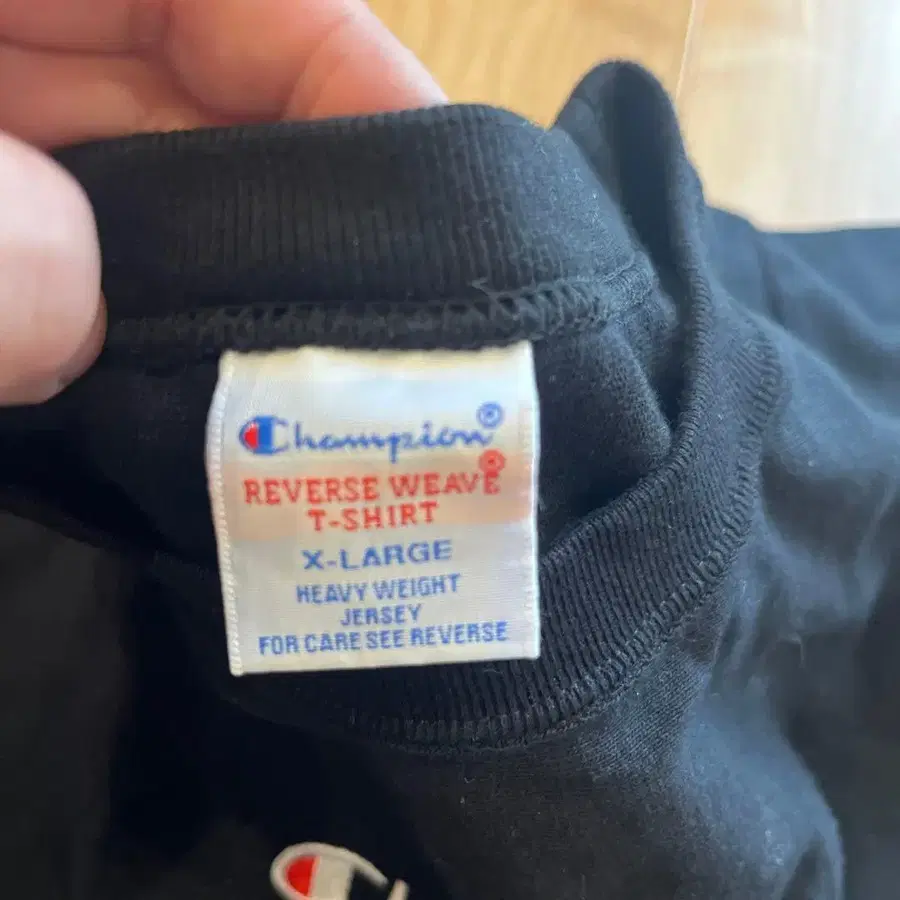 Champion®
REVERSE WEAVE®
T-SHIRT
X-LARGE
HEAVY WEIGHT
JERSEY
FOR CARE SEE REVERSE